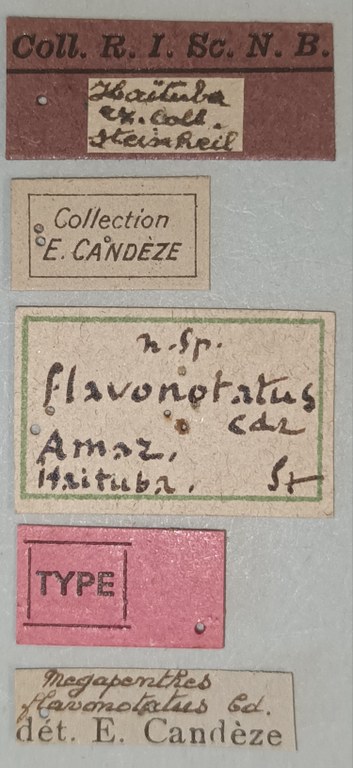 Coll. R. I. Sc. N. B.
Itaituba
ex. Coll.
Steinheil
Collection
E. CANDÈZE
n. Sp.
flavonotatus
Cdz
Amaz.
Itaituba. St
TYPE
Megapenthes
flavonotatus Cd.
dét. E. Candèze